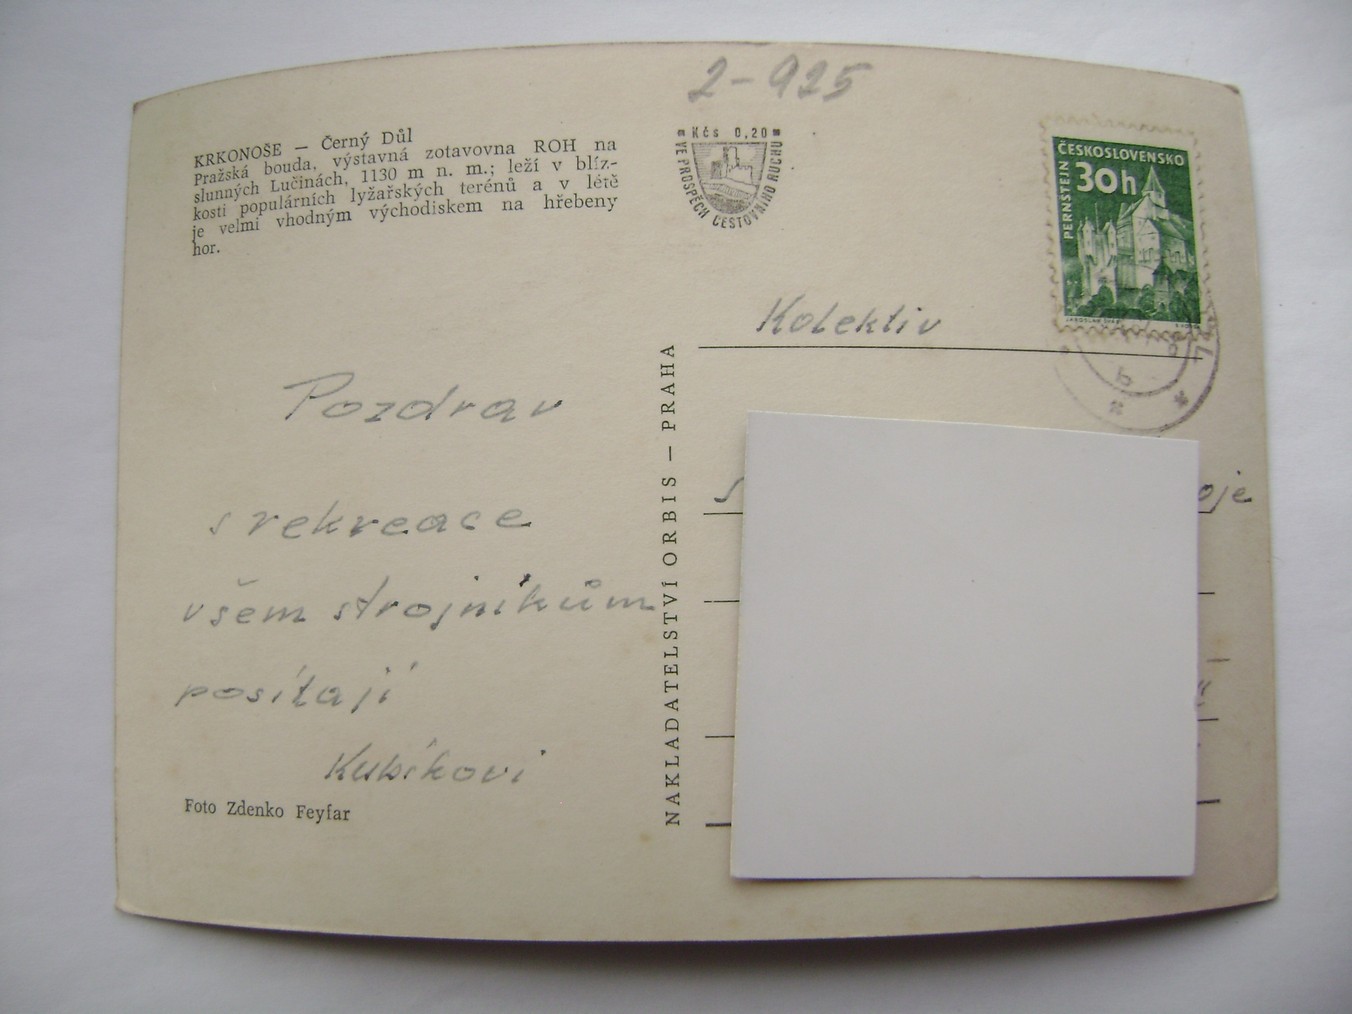 2-925
KRKONOŠE — Černý Důl
Pražská bouda, výstavná zotavovna ROH na
slunných Lučinách, 1130 m n. m.; leží v blíz-
kosti populárních lyžařských terénů a v létě
je velmi vhodným východiskem na hřebeny
hor.
Kčs 0,20
VE PROSPĚCH CESTOVNÍHO RUCHU
ČESKOSLOVENSKO
30h
PERNŠTEJN
Kolektiv
Pozdrav
s rekreace
všem strojníkům
posílají
Kubíkovi
Foto Zdenko Feyfar
NAKLADATELSTVÍ ORBIS — PRAHA